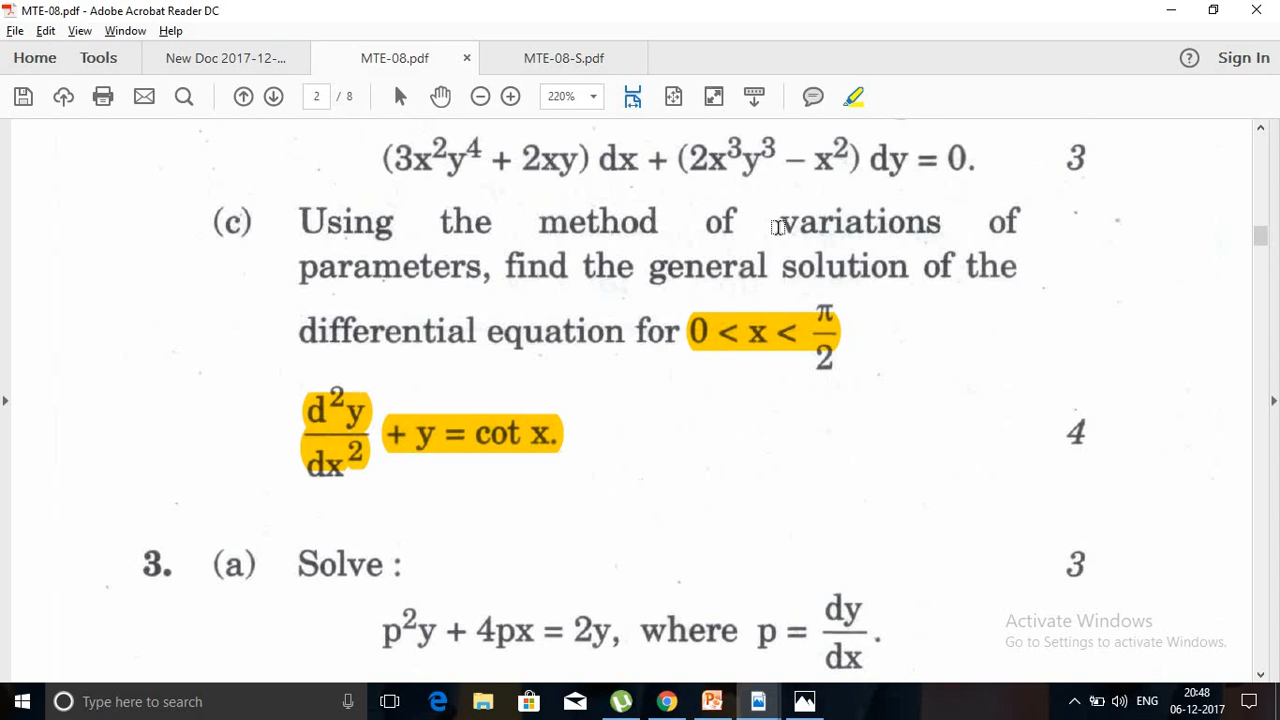 MTE-08.pdf - Adobe Acrobat Reader DC
File Edit View Window Help
Home Tools New Doc 2017-12-... MTE-08.pdf × MTE-08-S.pdf Sign In
2 / 8 220%
(3x²y⁴ + 2xy) dx + (2x³y³ – x²) dy = 0. 3
(c) Using the method of variations of
parameters, find the general solution of the
differential equation for 0 < x < π/2
d²y/dx² + y = cot x. 4
3. (a) Solve : 3
p²y + 4px = 2y, where p = dy/dx.
Activate Windows
Go to Settings to activate Windows.
Type here to search ENG 20:48
06-12-2017